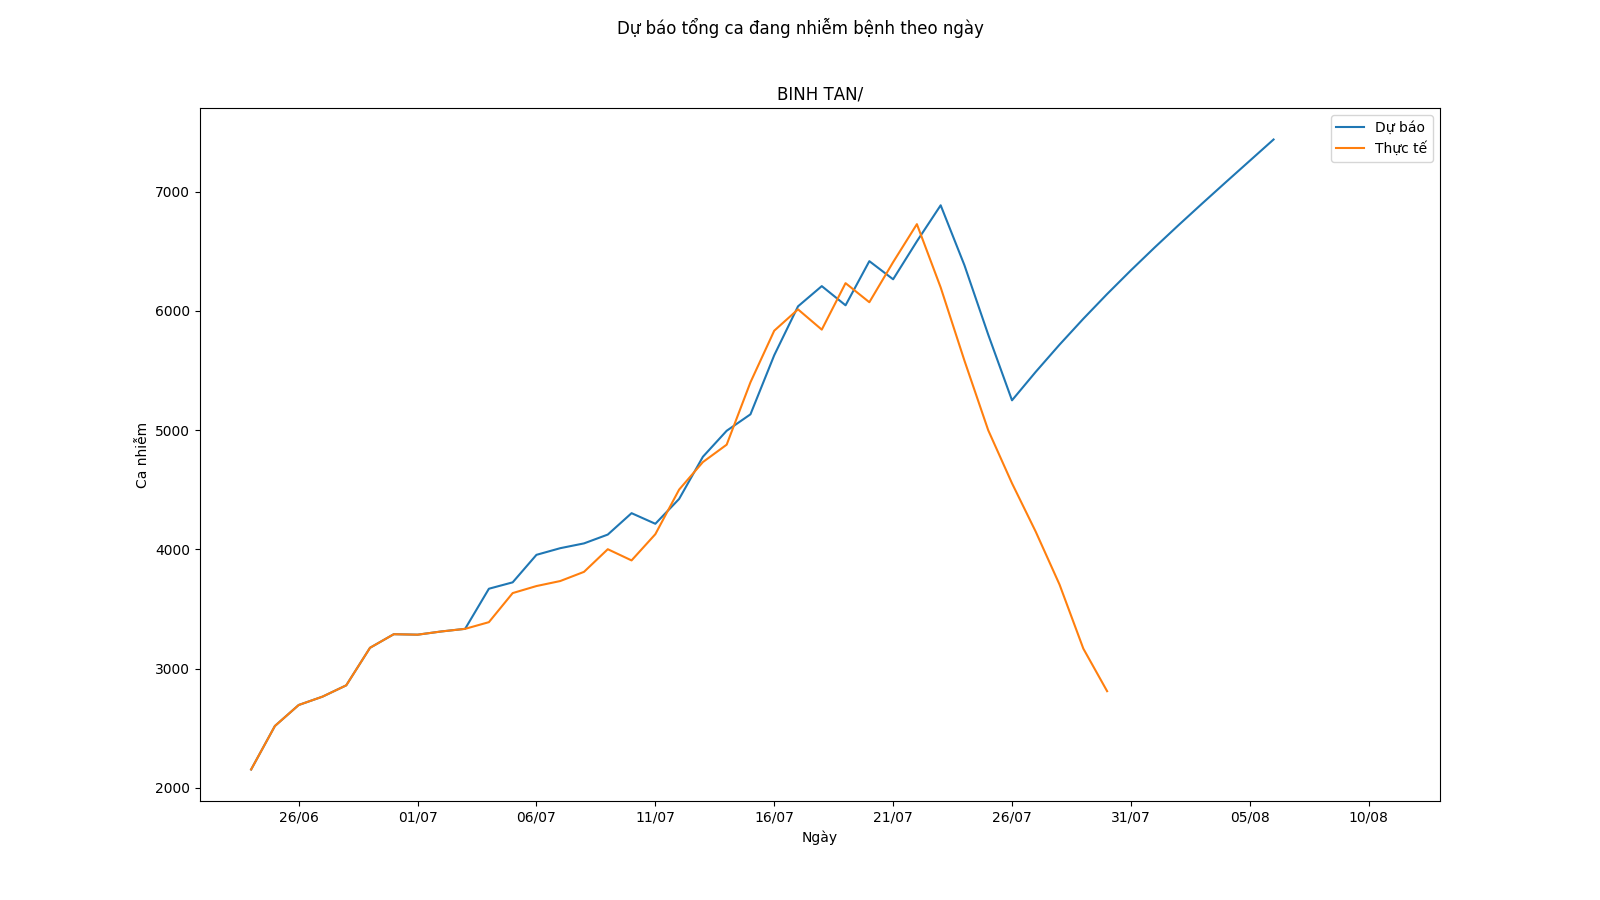 Dự báo tổng ca đang nhiễm bệnh theo ngày
BINH TAN/
Dự báo
Thực tế
7000
6000
5000
4000
3000
2000
Ca nhiễm
26/06 01/07 06/07 11/07 16/07 21/07 26/07 31/07 05/08 10/08
Ngày